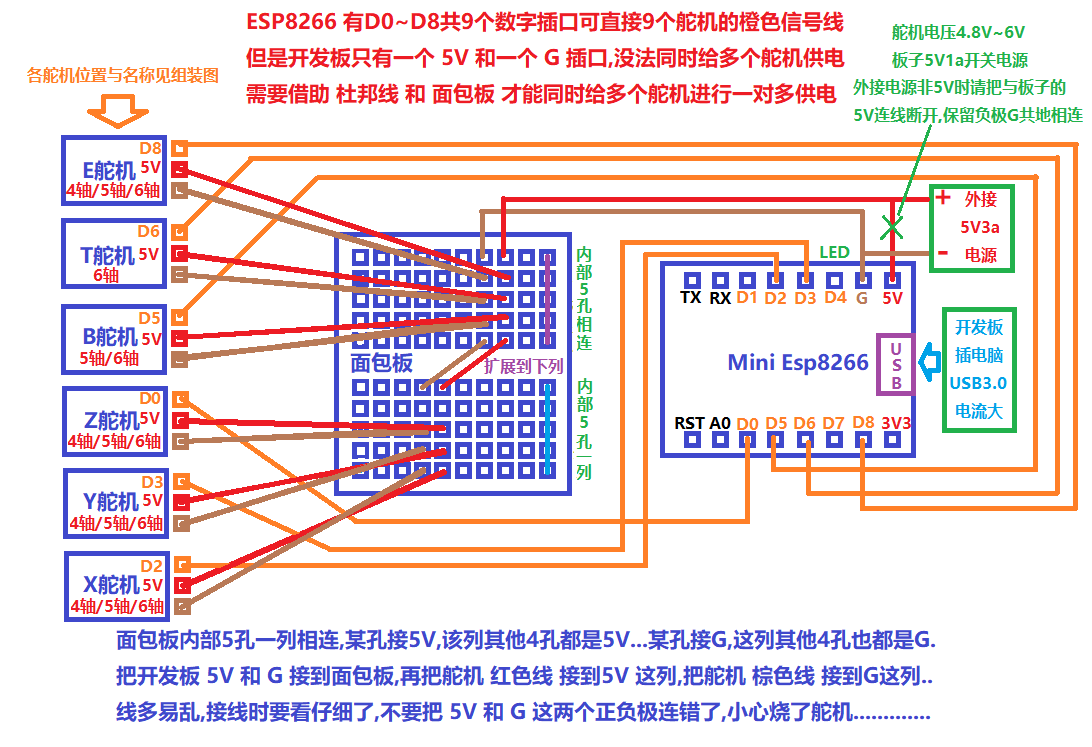 ESP8266 有D0~D8共9个数字插口可直接9个舵机的橙色信号线
但是开发板只有一个 5V 和一个 G 插口,没法同时给多个舵机供电
需要借助 杜邦线 和 面包板 才能同时给多个舵机进行一对多供电
舵机电压4.8V~6V
板子5V1a开关电源
外接电源非5V时请把与板子的
5V连线断开,保留负极G共地相连
各舵机位置与名称见组装图
D8
E舵机 5V
4轴/5轴/6轴
D6
T舵机 5V
6轴
D5
B舵机 5V
5轴/6轴
D0
Z舵机 5V
4轴/5轴/6轴
D3
Y舵机 5V
4轴/5轴/6轴
D2
X舵机 5V
4轴/5轴/6轴
内部5孔相连
面包板
扩展到下列
内部5孔一列
+ 外接
5V3a
- 电源
LED
TX RX D1 D2 D3 D4 G 5V
Mini Esp8266
USB
RST A0 D0 D5 D6 D7 D8 3V3
开发板
插电脑
USB3.0
电流大
面包板内部5孔一列相连,某孔接5V,该列其他4孔都是5V...某孔接G,这列其他4孔也都是G.
把开发板 5V 和 G 接到面包板,再把舵机 红色线 接到5V 这列,把舵机 棕色线 接到G这列..
线多易乱,接线时要看仔细了,不要把 5V 和 G 这两个正负极连错了,小心烧了舵机.............